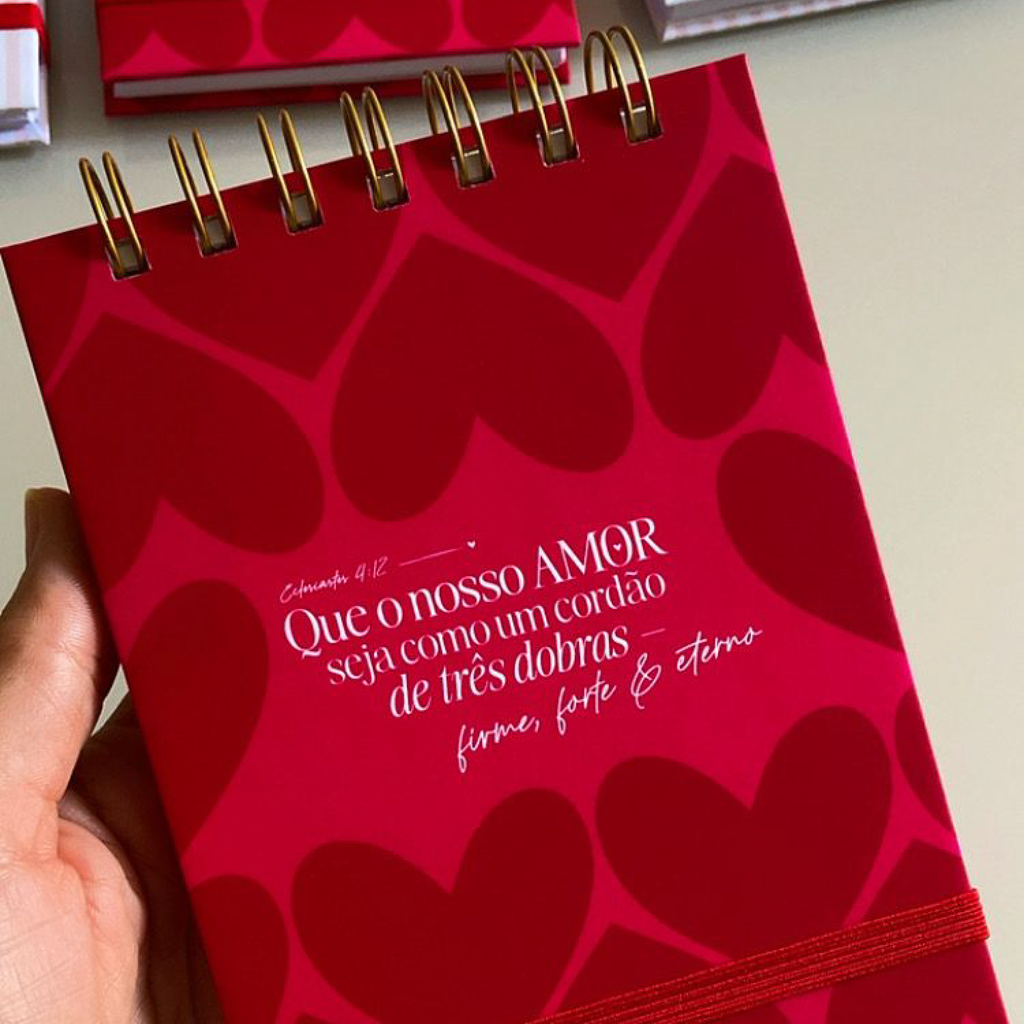 Eclesiastes 4:12
Que o nosso AMOR
seja como um cordão
de três dobras —
firme, forte & eterno